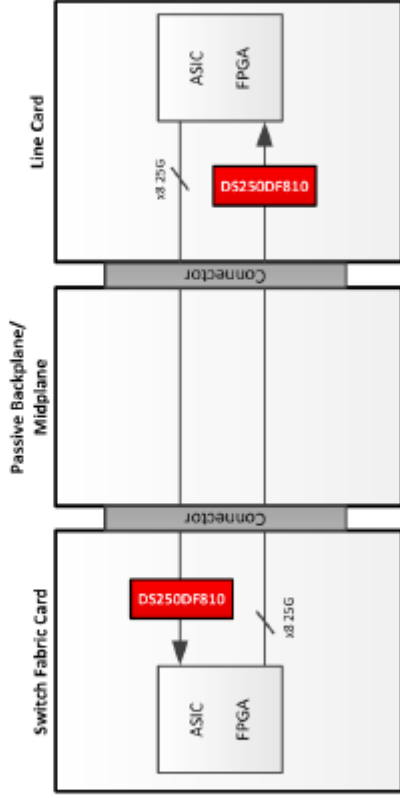 Switch Fabric Card
Passive Backplane/
Midplane
Line Card
ASIC
FPGA
DS250DF810
x8 25G
Connector
Connector
x8 25G
DS250DF810
ASIC
FPGA